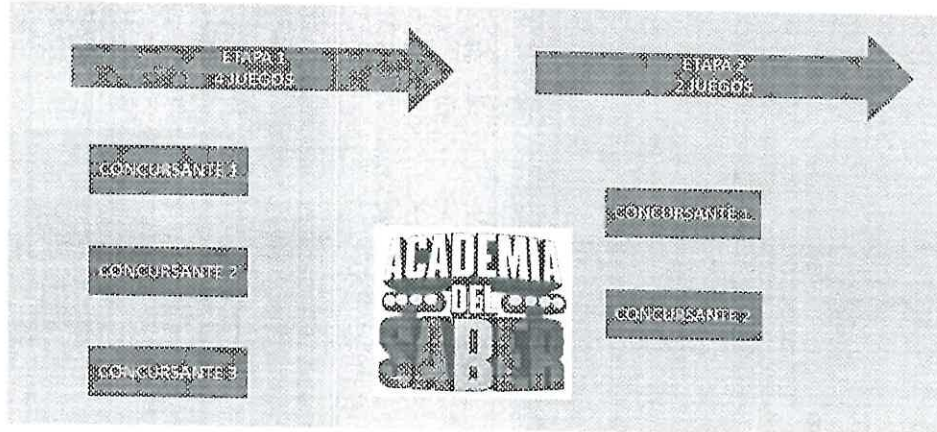 ETAPA 1
4 JUEGOS
ETAPA 2
2 JUEGOS
CONCURSANTE 1
CONCURSANTE 2
CONCURSANTE 3
ACADEMIA
DEL
SABER
CONCURSANTE 1
CONCURSANTE 2